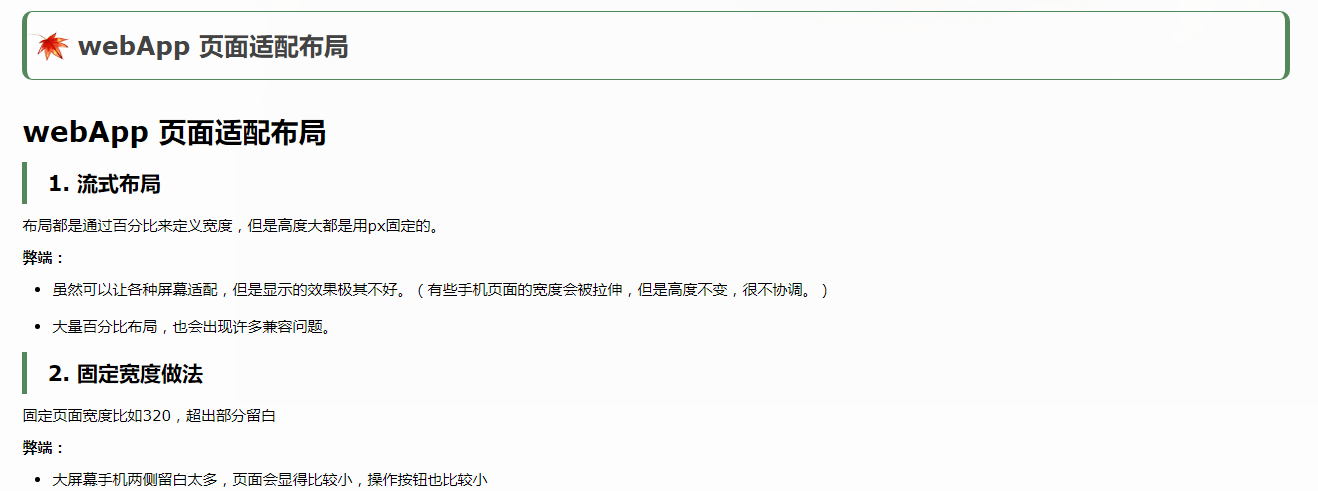 webApp 页面适配布局
webApp 页面适配布局
1. 流式布局
布局都是通过百分比来定义宽度，但是高度大都是用px固定的。
弊端：
• 虽然可以让各种屏幕适配，但是显示的效果极其不好。（有些手机页面的宽度会被拉伸，但是高度不变，很不协调。）
• 大量百分比布局，也会出现许多兼容问题。
2. 固定宽度做法
固定页面宽度比如320，超出部分留白
弊端：
• 大屏幕手机两侧留白太多，页面会显得比较小，操作按钮也比较小